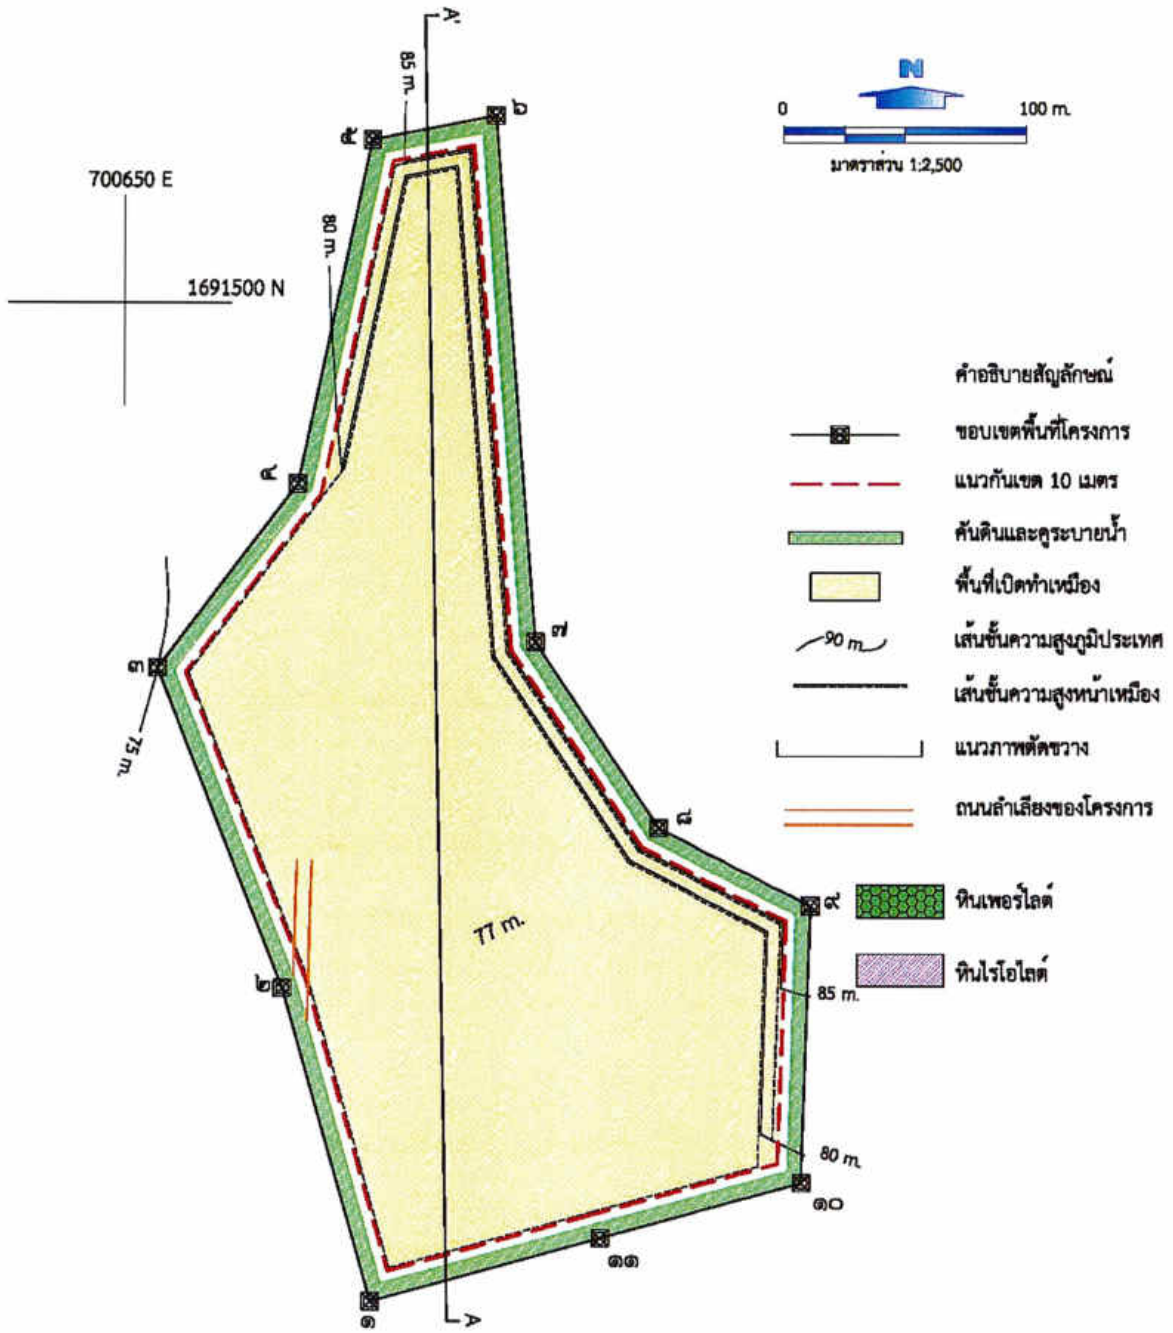 A'
85 m.
N
0 100 m.
มาตราส่วน 1:2,500
๕
๖
700650 E
80 m.
1691500 N
คำอธิบายสัญลักษณ์
ขอบเขตพื้นที่โครงการ
แนวกันเขต 10 เมตร
คันดินและคูระบายน้ำ
พื้นที่เปิดทำเหมือง
90 m.
เส้นชั้นความสูงภูมิประเทศ
เส้นชั้นความสูงหน้าเหมือง
แนวภาพตัดขวาง
ถนนลำเลียงของโครงการ
หินเพอร์ไลต์
หินไรโอไลต์
๔
๗
๓
75 m.
๘
๙
77 m.
๒
85 m.
80 m.
๑๐
๑๑
๑
A